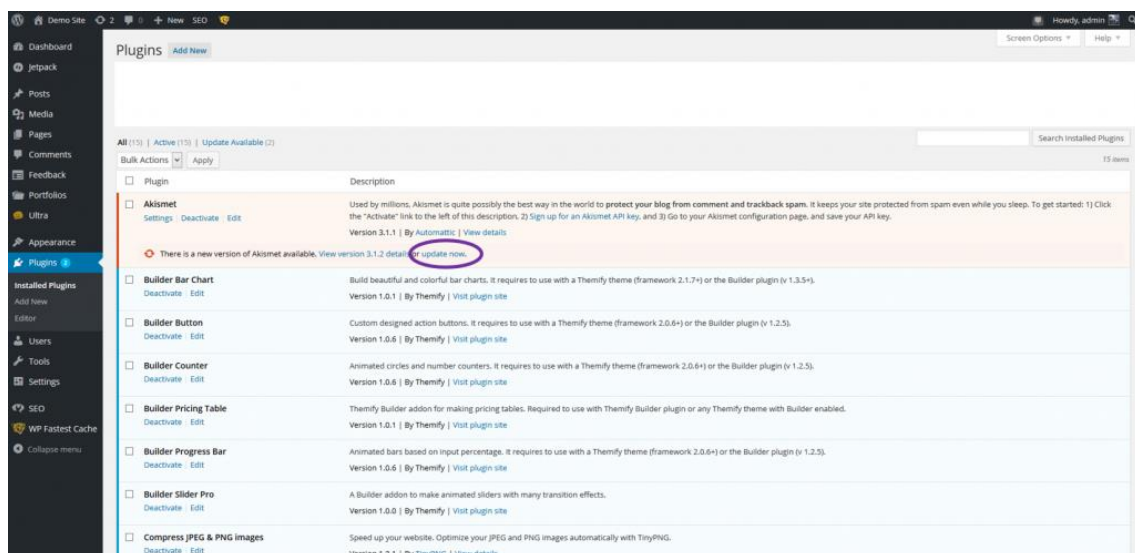 Demo Site 2 0 + New SEO Howdy, admin
Screen Options Help
Dashboard
Jetpack
Posts
Media
Pages
Comments
Feedback
Portfolios
Ultra
Appearance
Plugins 2
Installed Plugins
Add New
Editor
Users
Tools
Settings
SEO
WP Fastest Cache
Collapse menu
Plugins Add New
All (15) | Active (15) | Update Available (2)
Search Installed Plugins
Bulk Actions Apply
15 items
Plugin Description
Akismet
Settings | Deactivate | Edit
Used by millions, Akismet is quite possibly the best way in the world to protect your blog from comment and trackback spam. It keeps your site protected from spam even while you sleep. To get started: 1) Click
the "Activate" link to the left of this description, 2) Sign up for an Akismet API key, and 3) Go to your Akismet configuration page, and save your API key.
Version 3.1.1 | By Automattic | View details
There is a new version of Akismet available. View version 3.1.2 details or update now.
Builder Bar Chart
Deactivate | Edit
Build beautiful and colorful bar charts. It requires to use with a Themify theme (framework 2.1.7+) or the Builder plugin (v 1.3.5+).
Version 1.0.1 | By Themify | Visit plugin site
Builder Button
Deactivate | Edit
Custom designed action buttons. It requires to use with a Themify theme (framework 2.0.6+) or the Builder plugin (v 1.2.5).
Version 1.0.6 | By Themify | Visit plugin site
Builder Counter
Deactivate | Edit
Animated circles and number counters. It requires to use with a Themify theme (framework 2.0.6+) or the Builder plugin (v 1.2.5).
Version 1.0.6 | By Themify | Visit plugin site
Builder Pricing Table
Deactivate | Edit
Themify Builder addon for making pricing tables. Required to use with Themify Builder plugin or any Themify theme with Builder enabled.
Version 1.0.1 | By Themify | Visit plugin site
Builder Progress Bar
Deactivate | Edit
Animated bars based on input percentage. It requires to use with a Themify theme (framework 2.0.6+) or the Builder plugin (v 1.2.5).
Version 1.0.6 | By Themify | Visit plugin site
Builder Slider Pro
Deactivate | Edit
A Builder addon to make animated sliders with many transition effects.
Version 1.0.0 | By Themify | Visit plugin site
Compress JPEG & PNG images
Deactivate | Edit
Speed up your website. Optimize your JPEG and PNG images automatically with TinyPNG.